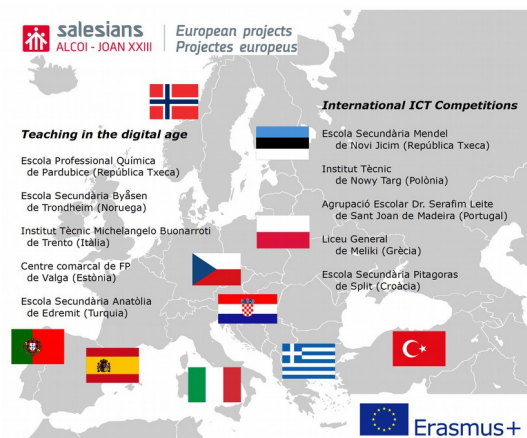 salesians
ALCOI - JOAN XXIII
European projects
Projectes europeus
Teaching in the digital age
Escola Professional Química
de Pardubice (República Txeca)
Escola Secundària Byåsen
de Trondheim (Noruega)
Institut Tècnic Michelangelo Buonarroti
de Trento (Itàlia)
Centre comarcal de FP
de Valga (Estònia)
Escola Secundària Anatòlia
de Edremit (Turquia)
International ICT Competitions
Escola Secundària Mendel
de Novi Jicim (República Txeca)
Institut Tècnic
de Nowy Targ (Polònia)
Agrupació Escolar Dr. Serafim Leite
de Sant Joan de Madeira (Portugal)
Liceu General
de Meliki (Grècia)
Escola Secundària Pitagoras
de Split (Croàcia)
Erasmus+